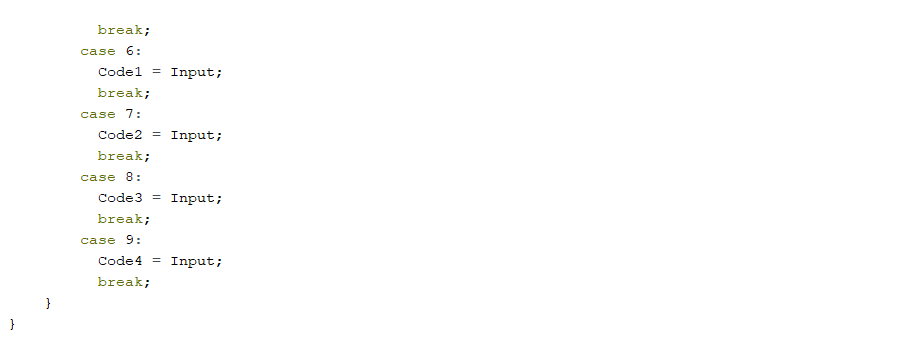 break;
case 6:
Code1 = Input;
break;
case 7:
Code2 = Input;
break;
case 8:
Code3 = Input;
break;
case 9:
Code4 = Input;
break;
}
}